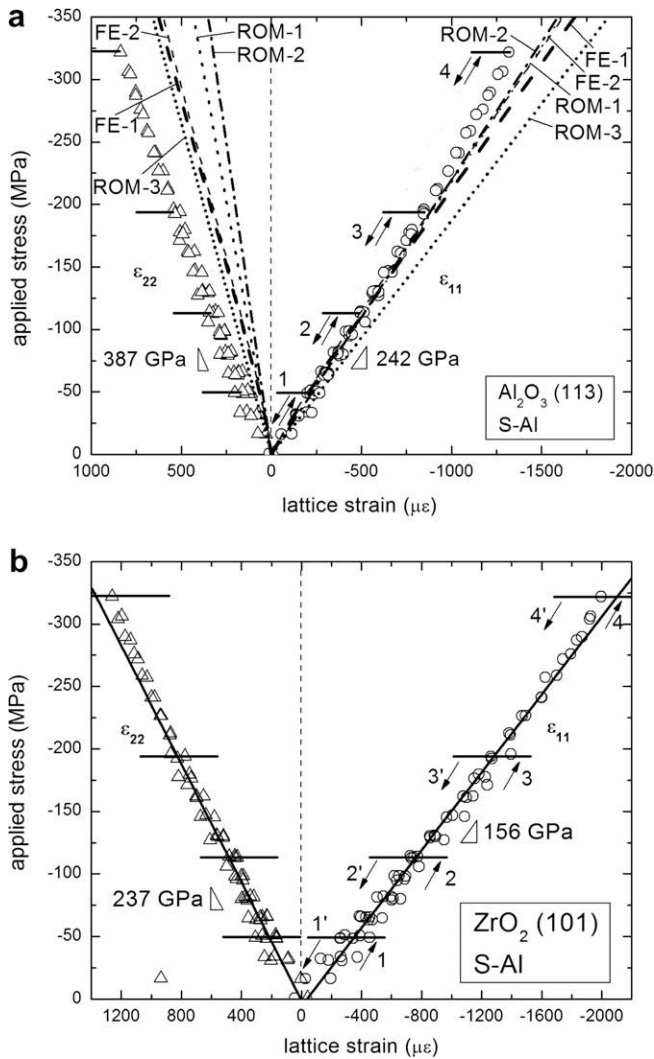 a
-350
-300
-250
-200
-150
-100
-50
0
applied stress (MPa)
FE-2
ROM-1
ROM-2
FE-1
ROM-3
ε22
387 GPa
ROM-2
FE-1
FE-2
ROM-1
ROM-3
4
3
2
1
ε11
242 GPa
Al2O3 (113)
S-Al
1000 500 0 -500 -1000 -1500 -2000
lattice strain (με)
b
-350
-300
-250
-200
-150
-100
-50
0
applied stress (MPa)
ε22
237 GPa
4' 4
ε11
3' 3
156 GPa
2' 2
1' 1
ZrO2 (101)
S-Al
1200 800 400 0 -400 -800 -1200 -1600 -2000
lattice strain (με)